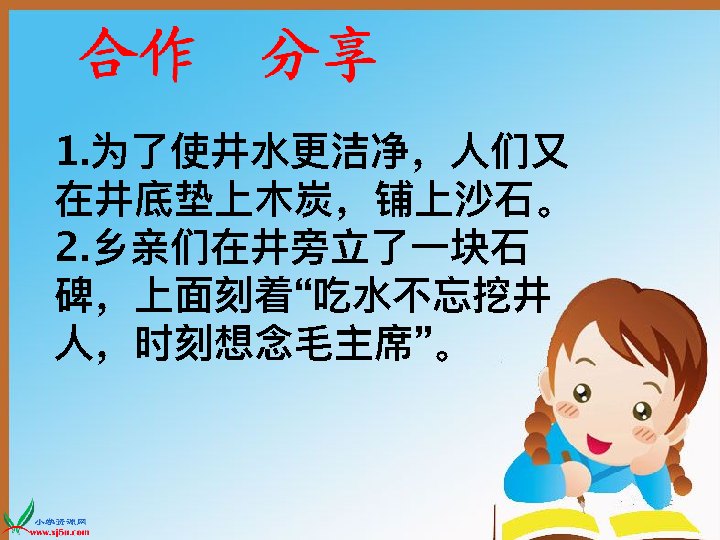 合作 分享
1.为了使井水更洁净，人们又
在井底垫上木炭，铺上沙石。
2.乡亲们在井旁立了一块石
碑，上面刻着“吃水不忘挖井
人，时刻想念毛主席”。
小学资源网
www.xj5u.com